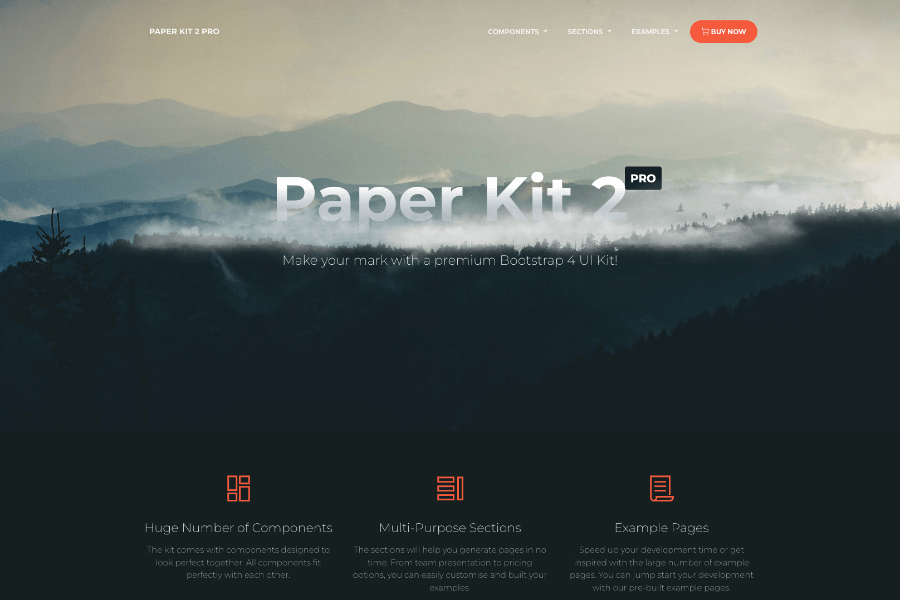 PAPER KIT 2 PRO
COMPONENTS
SECTIONS
EXAMPLES
BUY NOW
Paper Kit 2
PRO
Make your mark with a premium Bootstrap 4 UI Kit!
Huge Number of Components
The kit comes with components designed to
look perfect together. All components fit
perfectly with each other.
Multi-Purpose Sections
The sections will help you generate pages in no
time. From team presentation to pricing
options, you can easily customise and built your
examples.
Example Pages
Speed up your development time or get
inspired with the large number of example
pages. You can jump start your development
with our pre-built example pages.